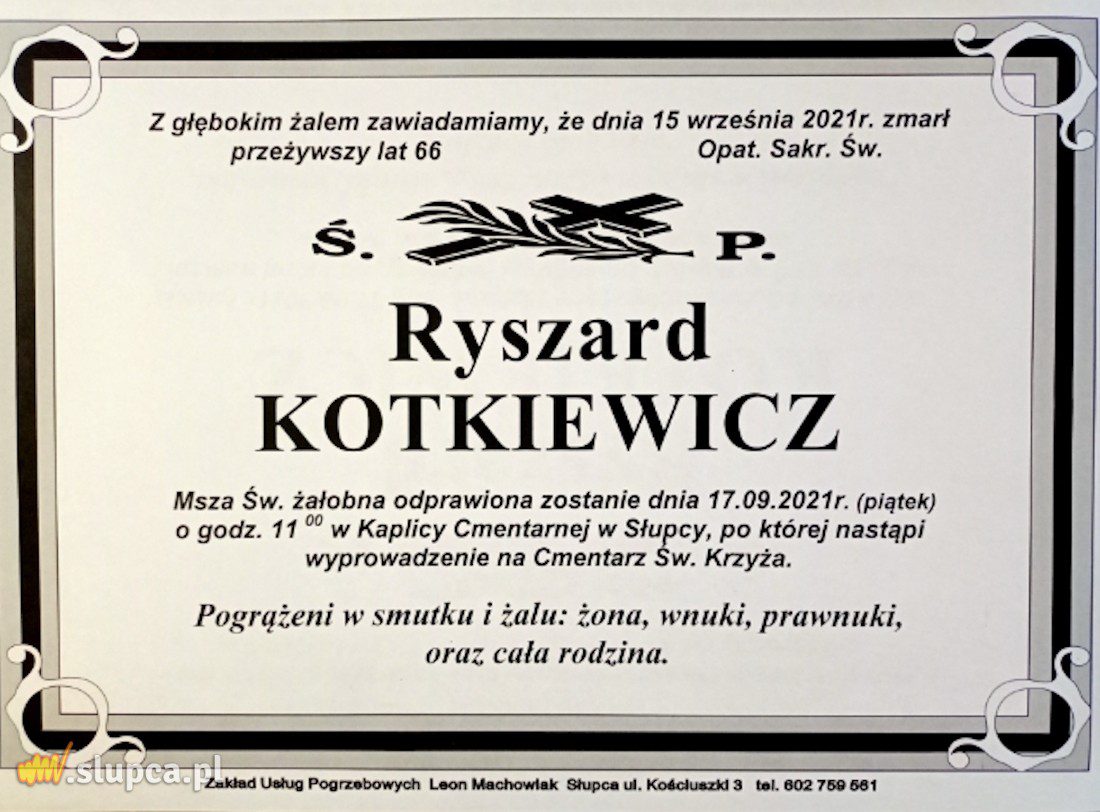 Z głębokim żalem zawiadamiamy, że dnia 15 września 2021r. zmarł
przeżywszy lat 66 Opat. Sakr. Św.
Ś. P.
Ryszard
KOTKIEWICZ
Msza Św. żałobna odprawiona zostanie dnia 17.09.2021r. (piątek)
o godz. 11 00 w Kaplicy Cmentarnej w Słupcy, po której nastąpi
wyprowadzenie na Cmentarz Św. Krzyża.
Pogrążeni w smutku i żalu: żona, wnuki, prawnuki,
oraz cała rodzina.
.slupca.pl
Zakład Usług Pogrzebowych Leon Machowiak Słupca ul. Kościuszki 3 tel. 602 759 561